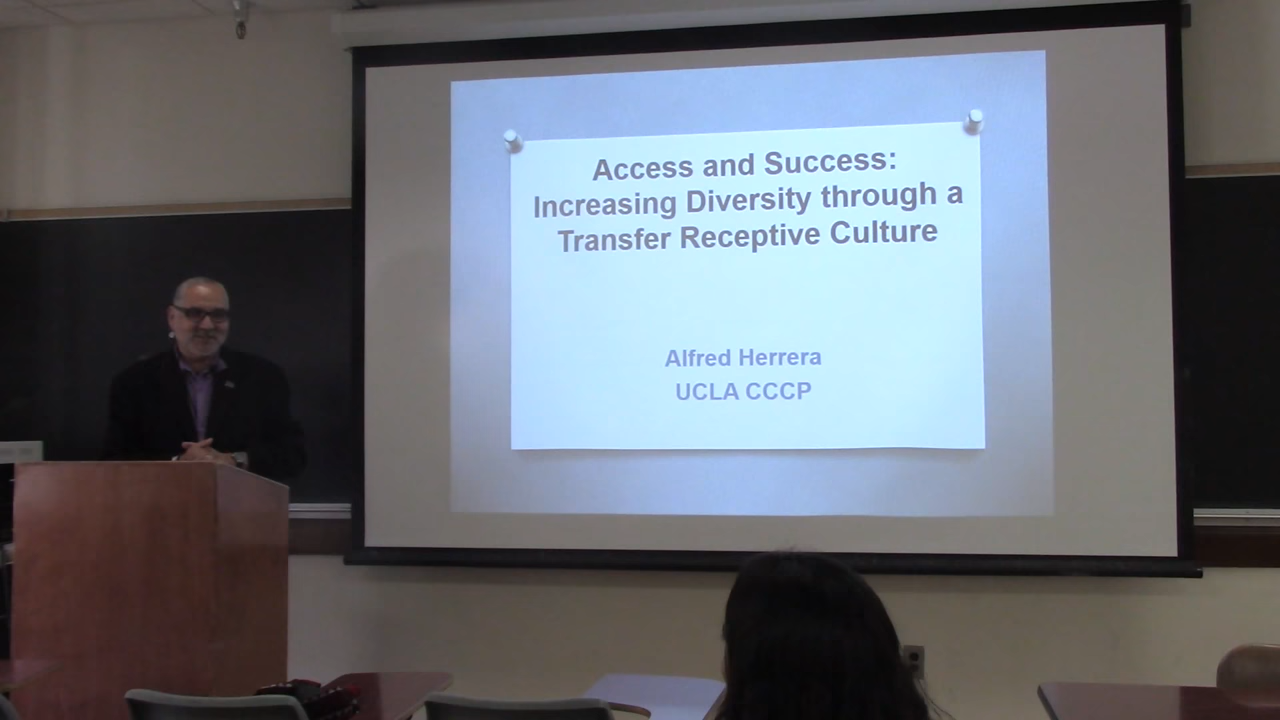 Access and Success:
Increasing Diversity through a
Transfer Receptive Culture
Alfred Herrera
UCLA CCCP